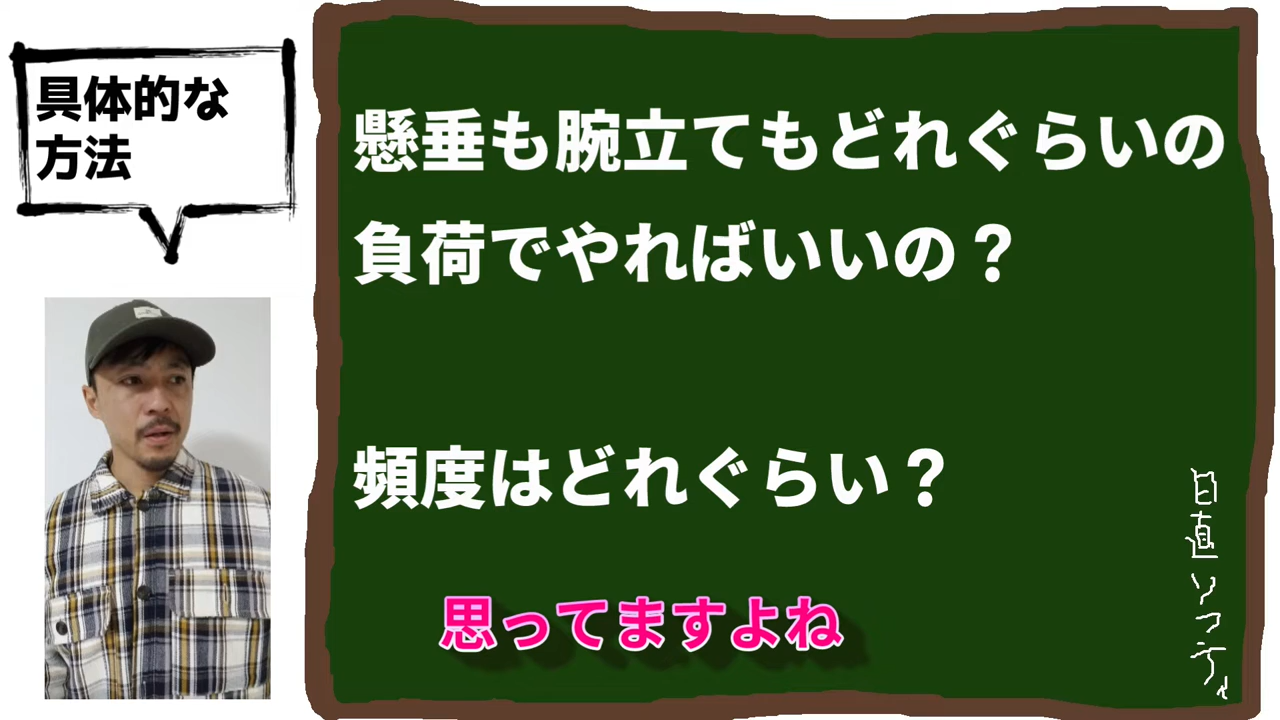 具体的な
方法
懸垂も腕立てもどれぐらいの
負荷でやればいいの？
頻度はどれぐらい？
思ってますよね
日直ソフティ